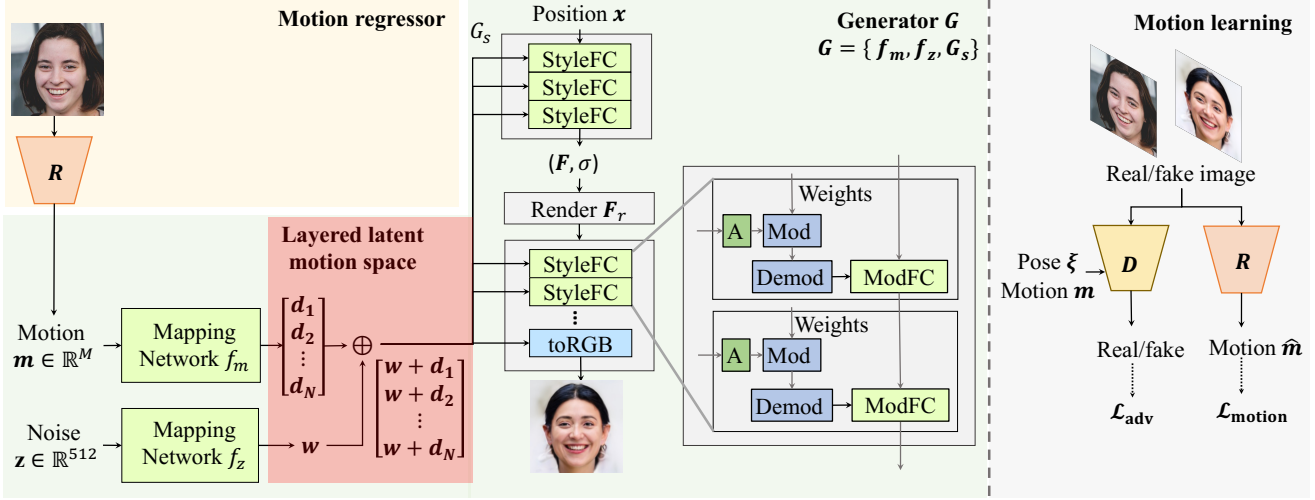 Motion regressor
R
Motion
m ∈ ℝ^M
Mapping
Network f_m
Noise
z ∈ ℝ^512
Mapping
Network f_z
Layered latent
motion space
d_1
d_2
⋮
d_N
⊕
w
w + d_1
w + d_2
⋮
w + d_N
G_s
Position x
StyleFC
StyleFC
StyleFC
(F, σ)
Render F_r
StyleFC
StyleFC
⋮
toRGB
Generator G
G = {f_m, f_z, G_s}
Weights
A
Mod
Demod
ModFC
Weights
A
Mod
Demod
ModFC
Motion learning
Real/fake image
Pose ξ
Motion m
D
R
Real/fake
Motion m̂
ℒ_adv
ℒ_motion